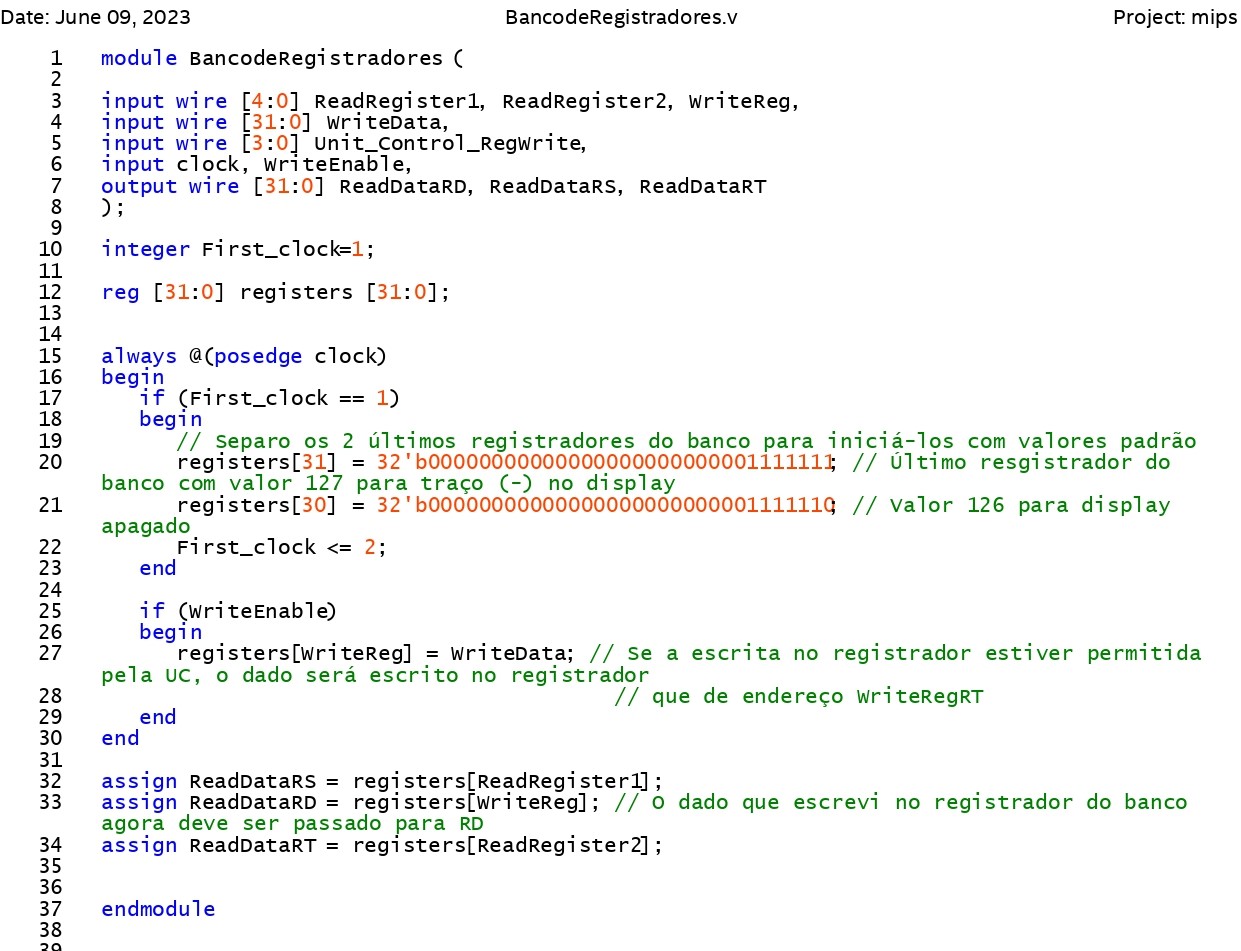 Date: June 09, 2023 BancodeRegistradores.v Project: mips
1 module BancodeRegistradores (
2
3 input wire [4:0] ReadRegister1, ReadRegister2, WriteReg,
4 input wire [31:0] WriteData,
5 input wire [3:0] Unit_Control_RegWrite,
6 input clock, WriteEnable,
7 output wire [31:0] ReadDataRD, ReadDataRS, ReadDataRT
8 );
9
10 integer First_clock=1;
11
12 reg [31:0] registers [31:0];
13
14
15 always @(posedge clock)
16 begin
17 if (First_clock == 1)
18 begin
19 // Separo os 2 últimos registradores do banco para iniciá-los com valores padrão
20 registers[31] = 32'b00000000000000000000000001111111; // Último resgistrador do
banco com valor 127 para traço (-) no display
21 registers[30] = 32'b00000000000000000000000001111110; // Valor 126 para display
apagado
22 First_clock <= 2;
23 end
24
25 if (WriteEnable)
26 begin
27 registers[WriteReg] = WriteData; // Se a escrita no registrador estiver permitida
pela UC, o dado será escrito no registrador
28 // que de endereço WriteRegRT
29 end
30 end
31
32 assign ReadDataRS = registers[ReadRegister1];
33 assign ReadDataRD = registers[WriteReg]; // O dado que escrevi no registrador do banco
agora deve ser passado para RD
34 assign ReadDataRT = registers[ReadRegister2];
35
36
37 endmodule
38
39